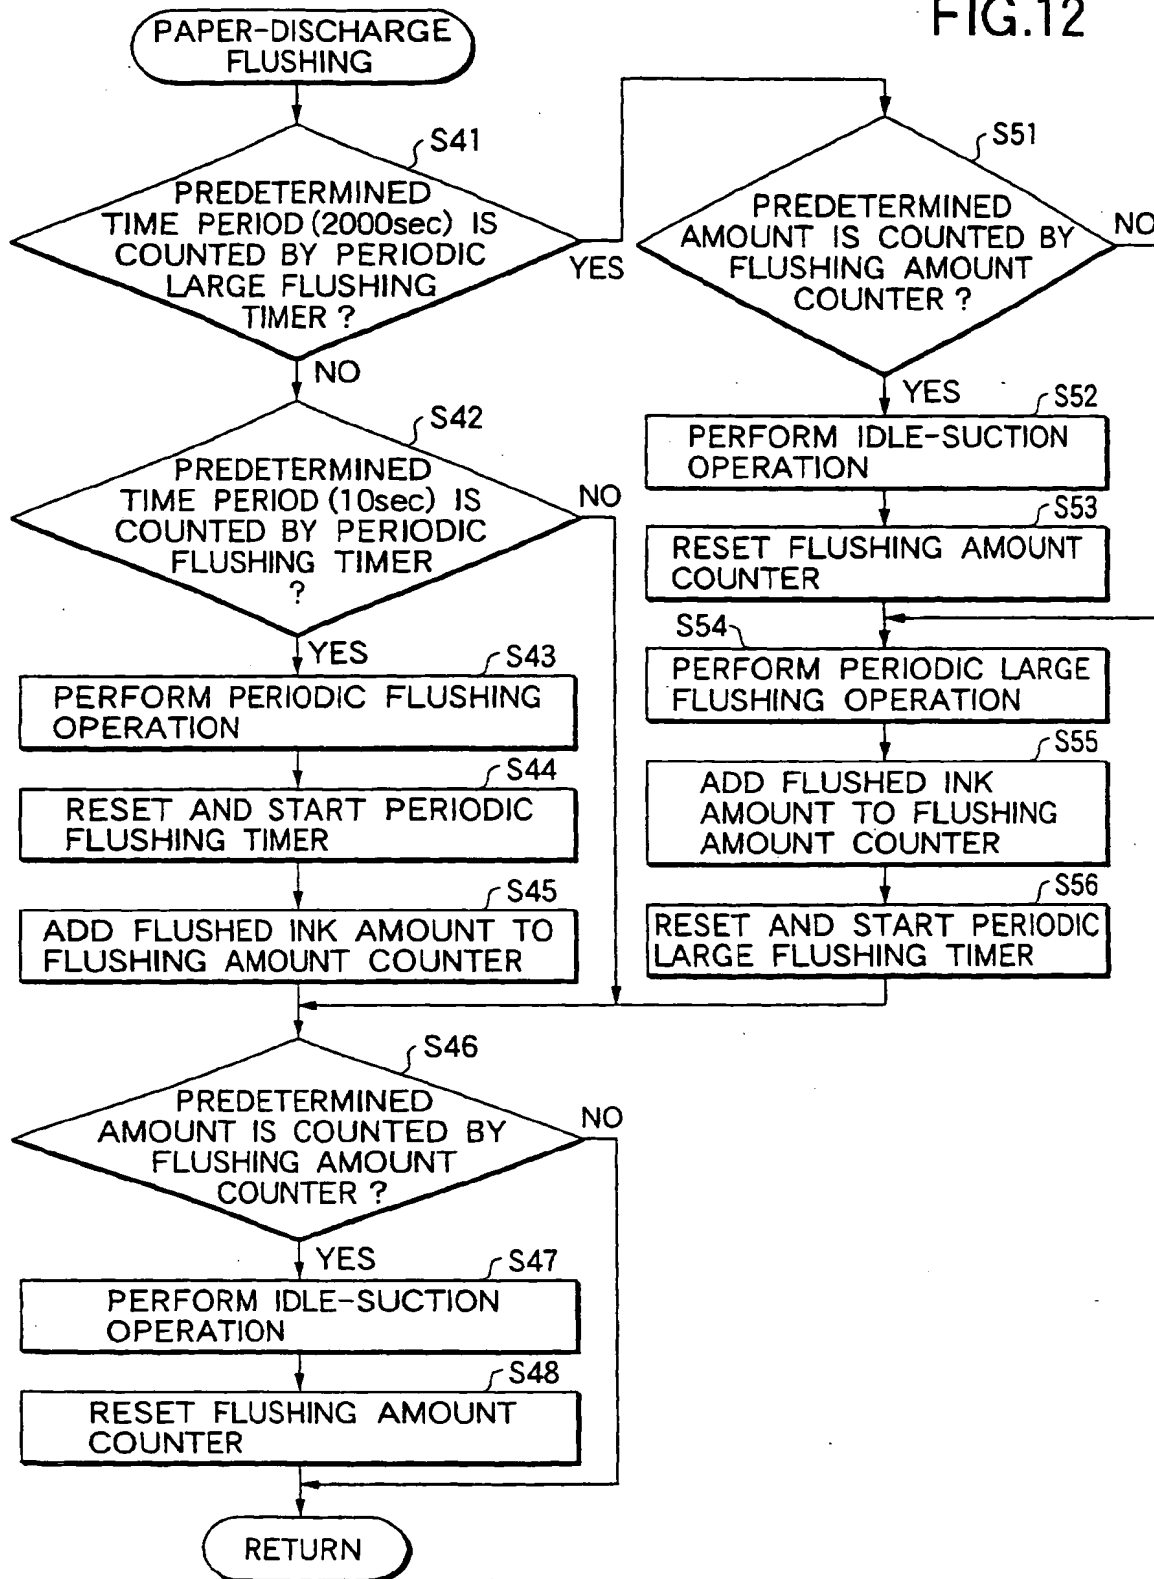 FIG.12
PAPER-DISCHARGE
FLUSHING
S41
PREDETERMINED
TIME PERIOD (2000sec) IS
COUNTED BY PERIODIC
LARGE FLUSHING
TIMER ?
YES
NO
S42
PREDETERMINED
TIME PERIOD (10sec) IS
COUNTED BY PERIODIC
FLUSHING TIMER
?
NO
YES
S43
PERFORM PERIODIC FLUSHING
OPERATION
S44
RESET AND START PERIODIC
FLUSHING TIMER
S45
ADD FLUSHED INK AMOUNT TO
FLUSHING AMOUNT COUNTER
S46
PREDETERMINED
AMOUNT IS COUNTED BY
FLUSHING AMOUNT
COUNTER ?
NO
YES
S47
PERFORM IDLE-SUCTION
OPERATION
S48
RESET FLUSHING AMOUNT
COUNTER
RETURN
S51
PREDETERMINED
AMOUNT IS COUNTED BY
FLUSHING AMOUNT
COUNTER ?
NO
YES
S52
PERFORM IDLE-SUCTION
OPERATION
S53
RESET FLUSHING AMOUNT
COUNTER
S54
PERFORM PERIODIC LARGE
FLUSHING OPERATION
S55
ADD FLUSHED INK
AMOUNT TO FLUSHING
AMOUNT COUNTER
S56
RESET AND START PERIODIC
LARGE FLUSHING TIMER